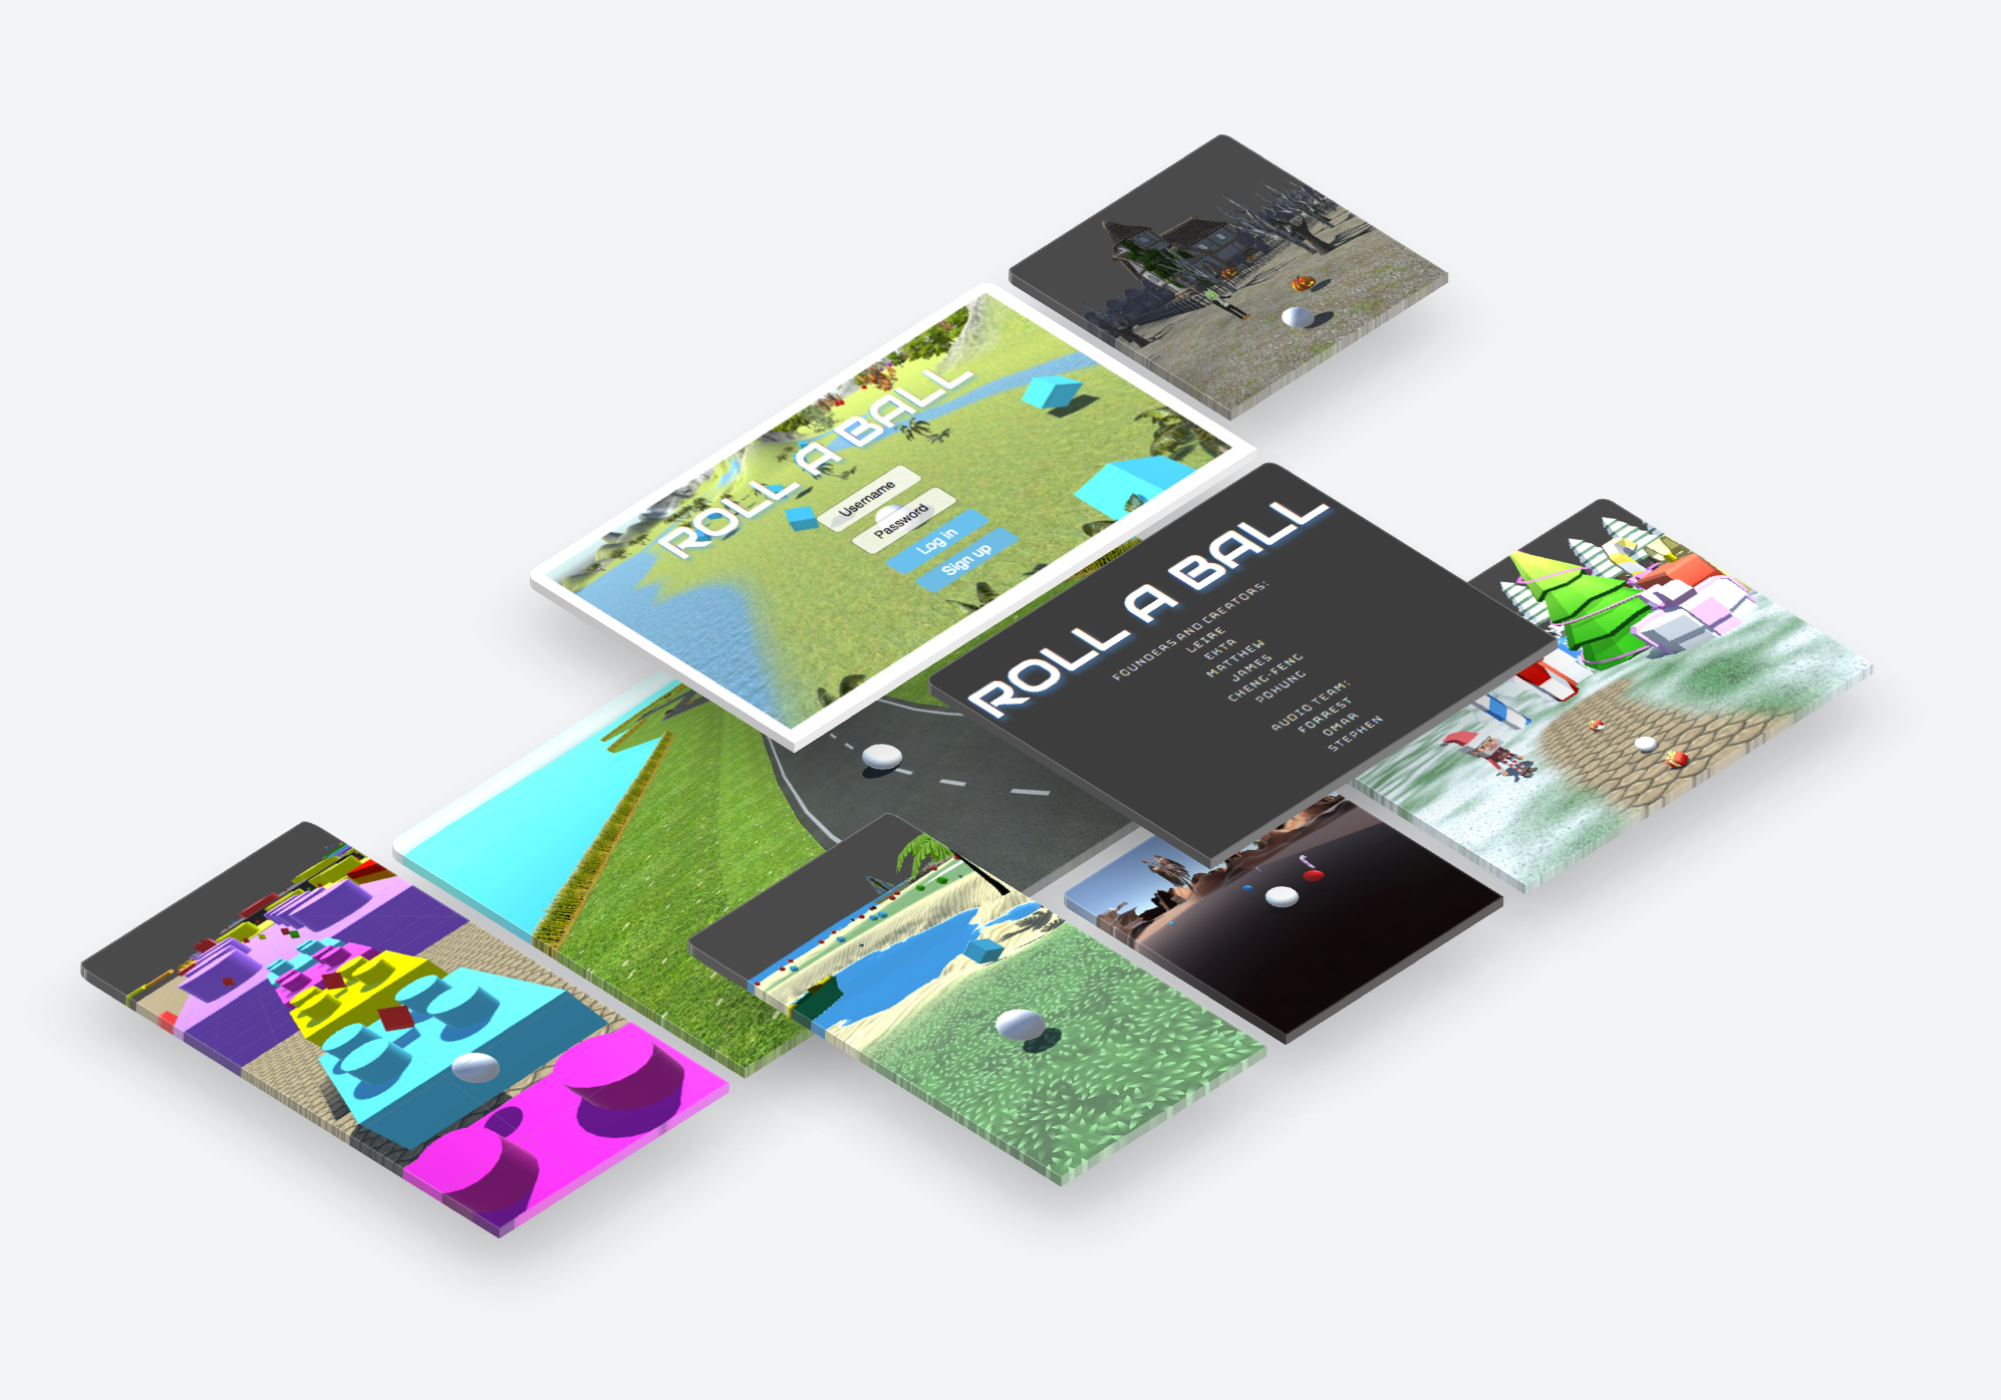 ROLL A BALL
Username
Password
Log in
Sign up
ROLL A BALL
FOUNDERS AND CREATORS:
LEIRE
EKTA
MATTHEW
JAMES
CHENG-FENG
POHUNG
AUDIO TEAM:
FORREST
OMAR
STEPHEN